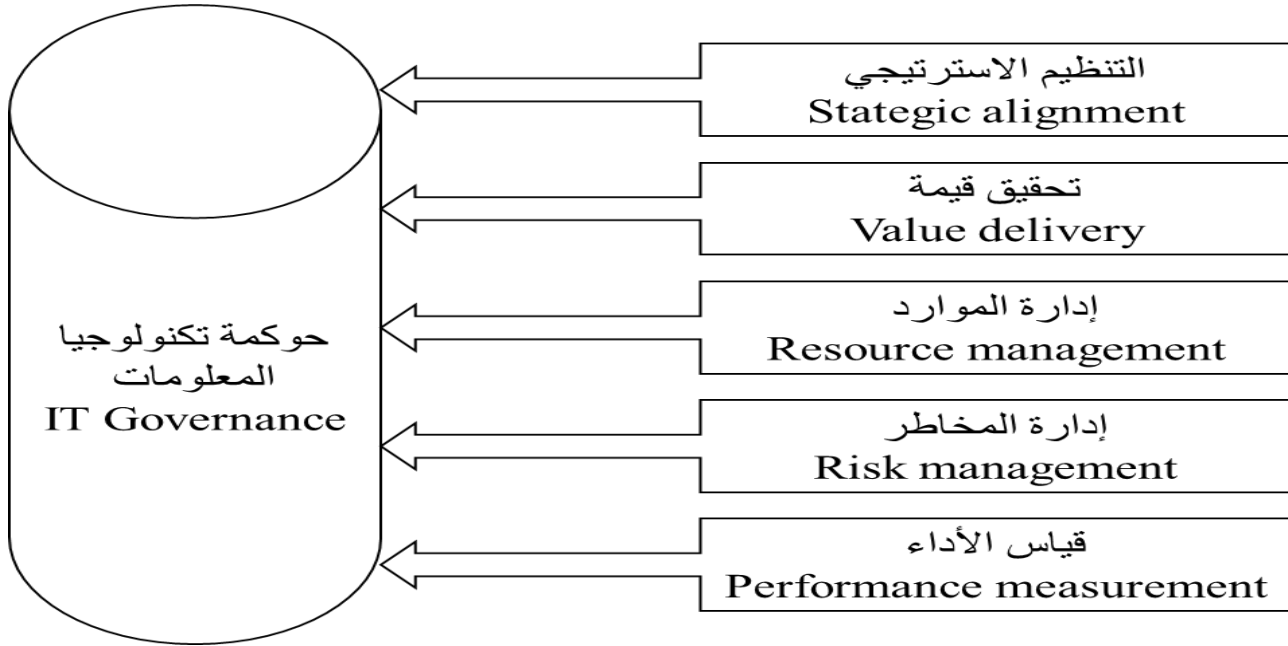 التنظيم الاسترتيجي
Stategic alignment
تحقيق قيمة
Value delivery
إدارة الموارد
Resource management
إدارة المخاطر
Risk management
قياس الأداء
Performance measurement
حوكمة تكنولوجيا
المعلومات
IT Governance